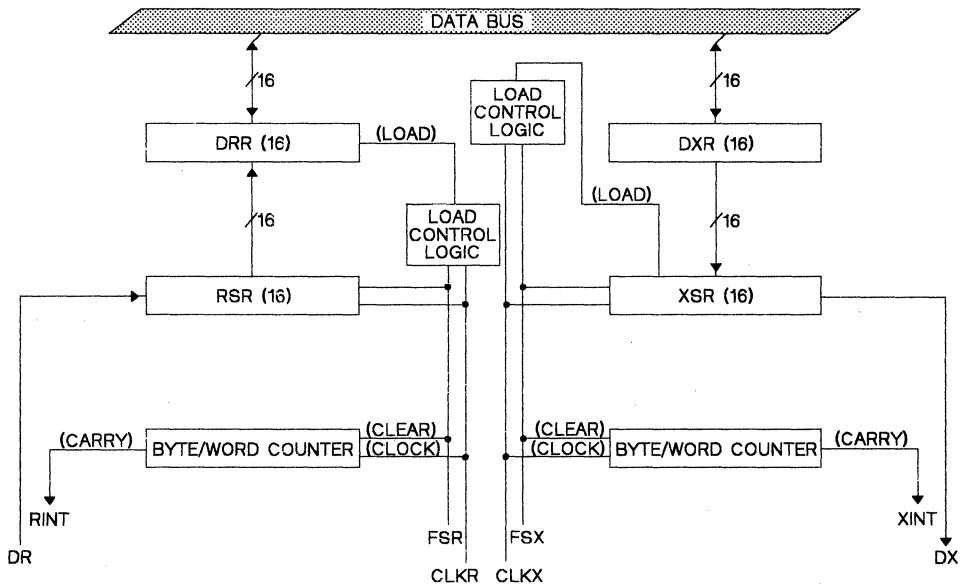 DATA BUS
16
16
LOAD
CONTROL
LOGIC
DRR (16)
(LOAD)
DXR (16)
16
(LOAD)
16
LOAD
CONTROL
LOGIC
RSR (16)
XSR (16)
(CARRY)
BYTE/WORD COUNTER
(CLEAR)
(CLOCK)
(CLEAR)
(CLOCK)
BYTE/WORD COUNTER
(CARRY)
RINT
XINT
FSR
FSX
DR
DX
CLKR
CLKX